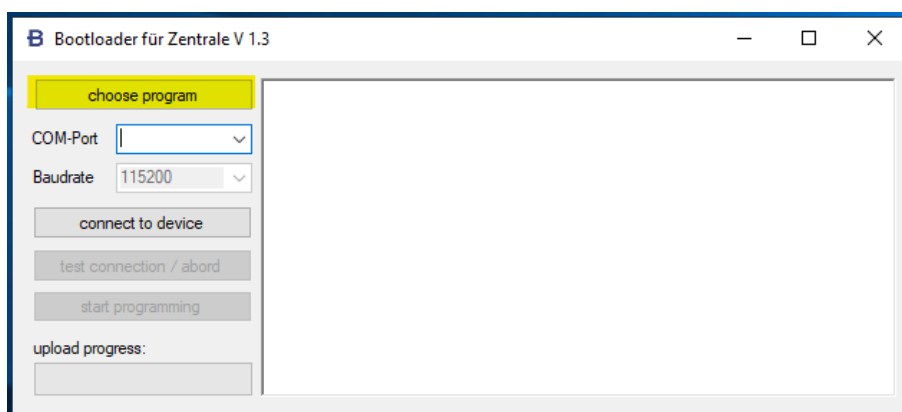 B Bootloader für Zentrale V 1.3
choose program
COM-Port
Baudrate 115200
connect to device
test connection / abord
start programming
upload progress: